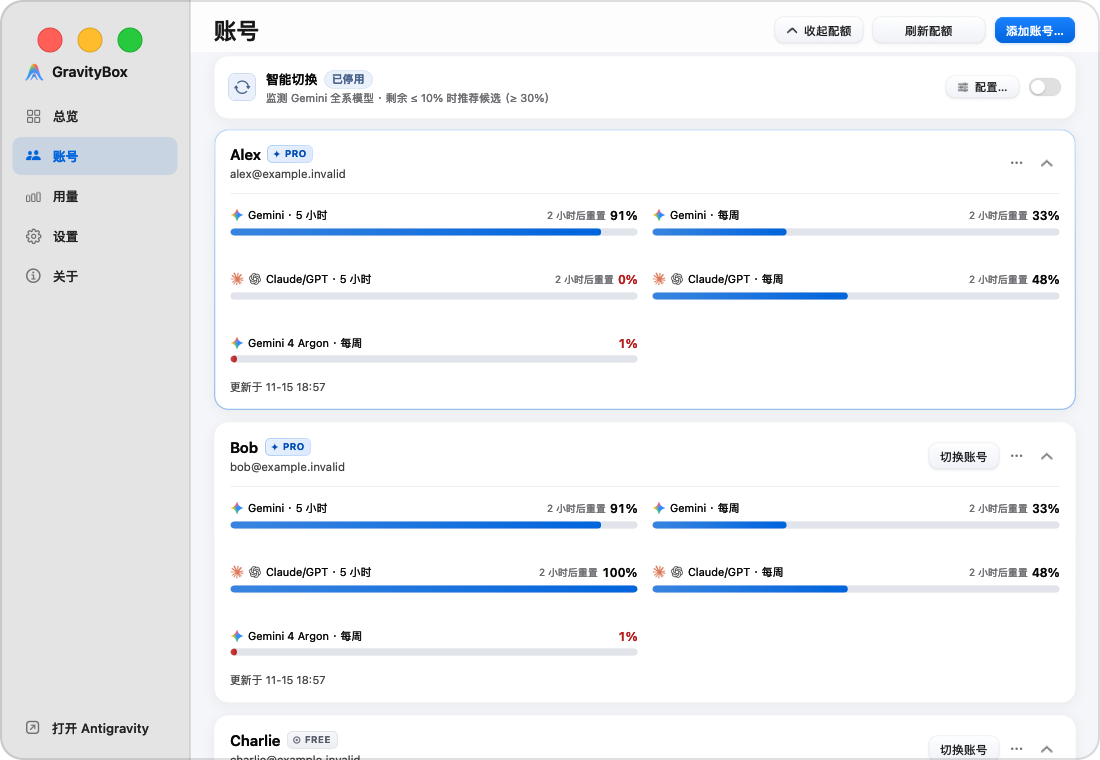 GravityBox
总览
账号
用量
设置
关于
打开 Antigravity
账号
收起配额
刷新配额
添加账号...
智能切换 已停用
监测 Gemini 全系模型 · 剩余 ≤ 10% 时推荐候选 (≥ 30%)
配置...
Alex PRO
alex@example.invalid
Gemini · 5 小时 2 小时后重置 91%
Gemini · 每周 2 小时后重置 33%
Claude/GPT · 5 小时 2 小时后重置 0%
Claude/GPT · 每周 2 小时后重置 48%
Gemini 4 Argon · 每周 1%
更新于 11-15 18:57
Bob PRO
bob@example.invalid
切换账号
Gemini · 5 小时 2 小时后重置 91%
Gemini · 每周 2 小时后重置 33%
Claude/GPT · 5 小时 2 小时后重置 100%
Claude/GPT · 每周 2 小时后重置 48%
Gemini 4 Argon · 每周 1%
更新于 11-15 18:57
Charlie FREE
charlie@example.invalid
切换账号